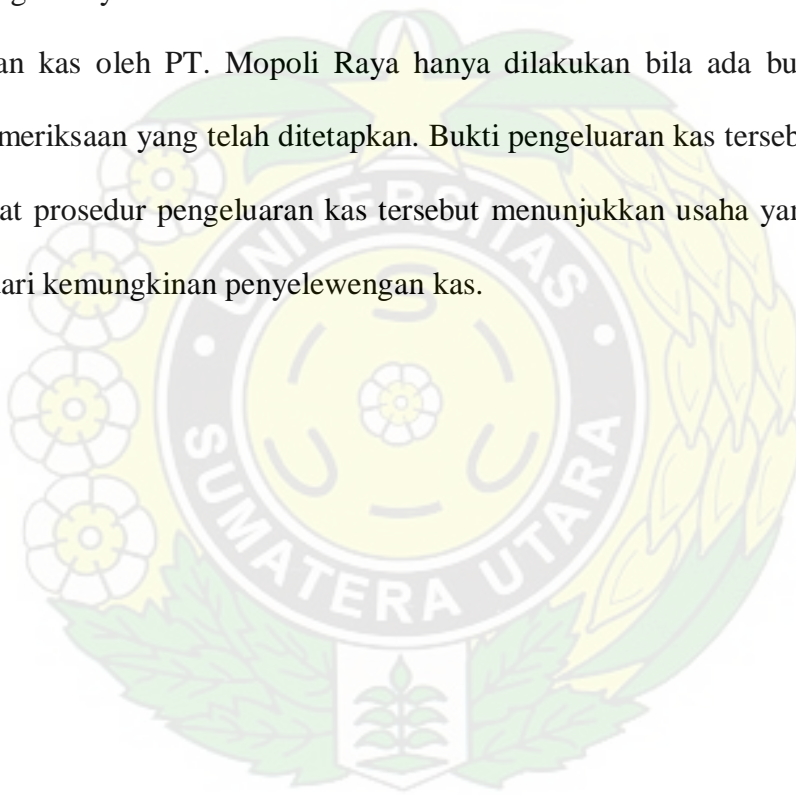 an kas oleh PT. Mopoli Raya hanya dilakukan bila ada bu
meriksaan yang telah ditetapkan. Bukti pengeluaran kas terseb
at prosedur pengeluaran kas tersebut menunjukkan usaha yan
ari kemungkinan penyelewengan kas.
UNIVERSITAS
SUMATERA UTARA